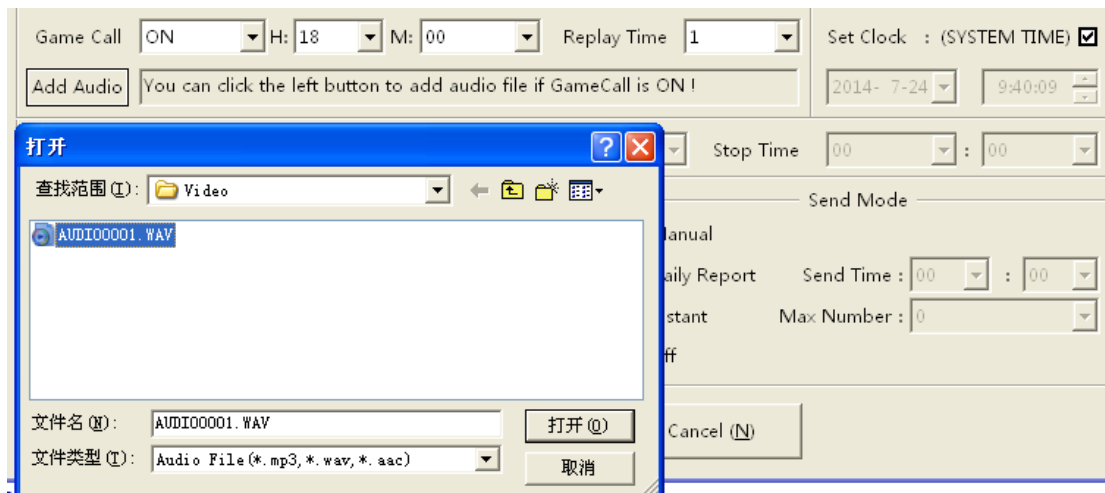 Game Call ON H: 18 M: 00 Replay Time 1 Set Clock : (SYSTEM TIME)
Add Audio You can click the left button to add audio file if GameCall is ON ! 2014- 7-24 9:40:09
打开
Stop Time 00 : 00
查找范围(I): Video
Send Mode
AUDIO0001.WAV
anual
aily Report Send Time : 00 : 00
stant Max Number : 0
ff
文件名(N): AUDIO0001.WAV 打开(O)
Cancel (N)
文件类型(T): Audio File(*.mp3,*.wav,*.aac) 取消